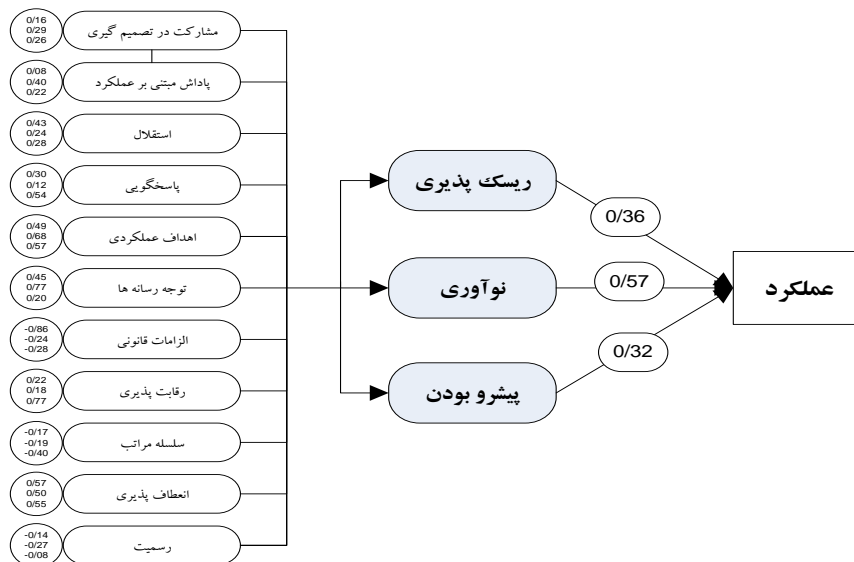 0/16
0/29
0/26
مشارکت در تصمیم گیری
0/08
0/40
0/22
پاداش مبتنی بر عملکرد
0/43
0/24
0/28
استقلال
0/30
0/12
0/54
پاسخگویی
0/49
0/68
0/57
اهداف عملکردی
0/45
0/77
0/20
توجه رسانه ها
-0/86
-0/24
-0/28
الزامات قانونی
0/22
0/18
0/77
رقابت پذیری
-0/17
-0/19
-0/40
سلسله مراتب
0/57
0/50
0/55
انعطاف پذیری
-0/14
-0/27
-0/08
رسمیت
ریسک پذیری
نوآوری
پیشرو بودن
0/36
0/57
0/32
عملکرد